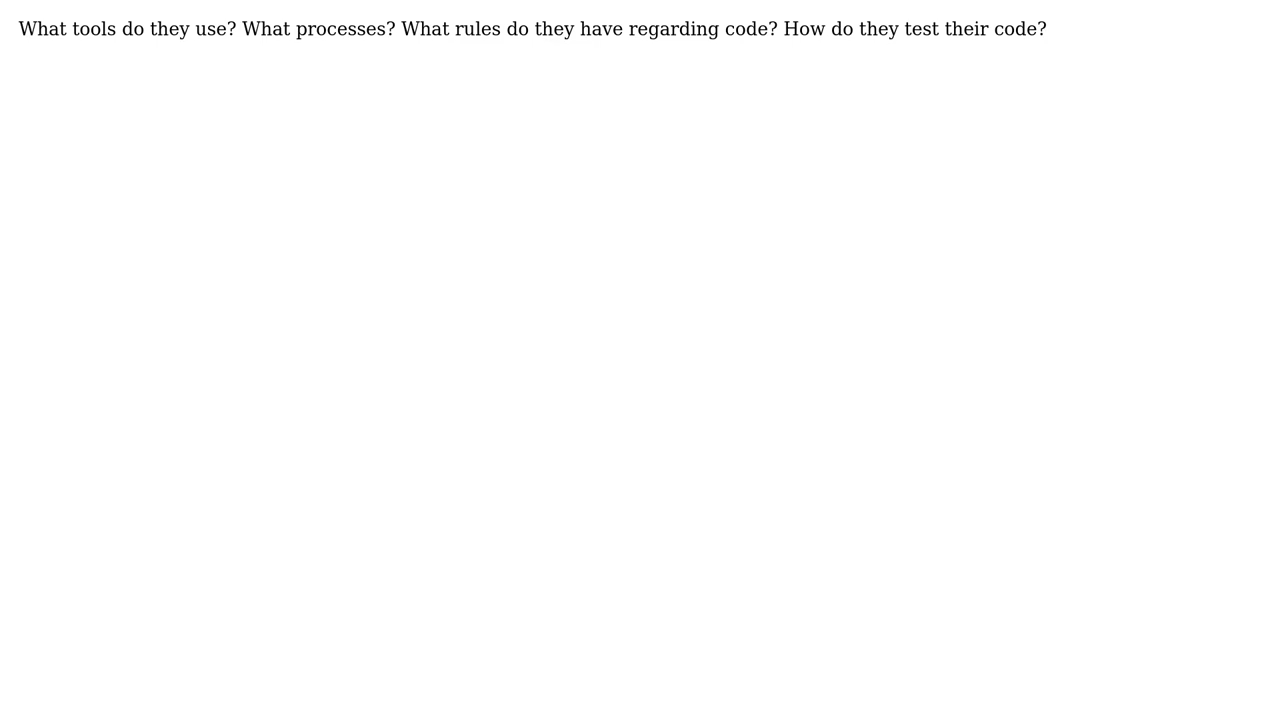 What tools do they use? What processes? What rules do they have regarding code? How do they test their code?